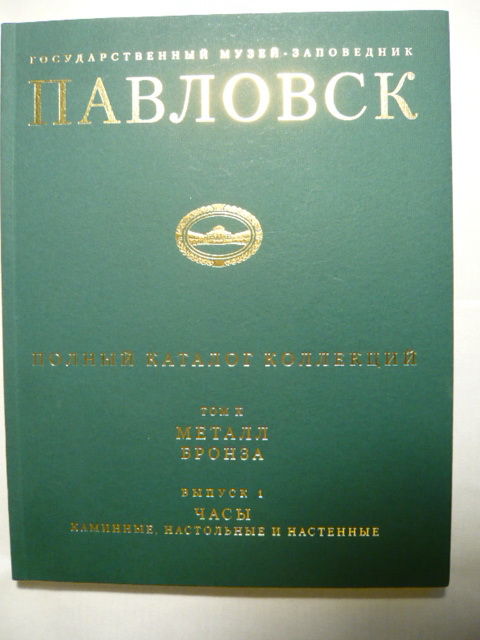 ГОСУДАРСТВЕННЫЙ МУЗЕЙ-ЗАПОВЕДНИК
ПАВЛОВСК
ПОЛНЫЙ КАТАЛОГ КОЛЛЕКЦИЙ
ТОМ X
МЕТАЛЛ
БРОНЗА
ВЫПУСК 1
ЧАСЫ
КАМИННЫЕ, НАСТОЛЬНЫЕ И НАСТЕННЫЕ